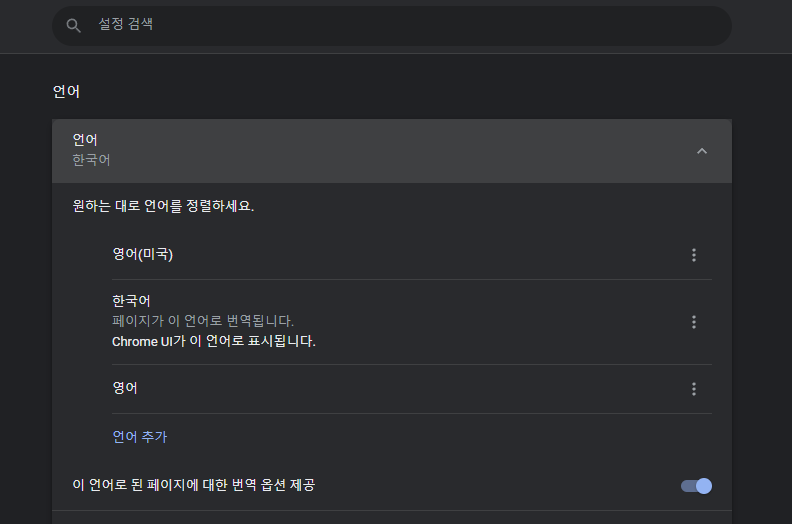 설정 검색
언어
언어
한국어
원하는 대로 언어를 정렬하세요.
영어(미국)
한국어
페이지가 이 언어로 번역됩니다.
Chrome UI가 이 언어로 표시됩니다.
영어
언어 추가
이 언어로 된 페이지에 대한 번역 옵션 제공